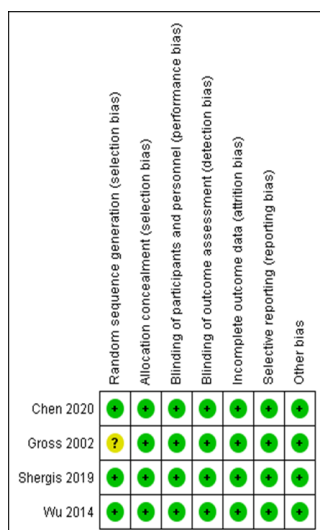 Random sequence generation (selection bias)
Allocation concealment (selection bias)
Blinding of participants and personnel (performance bias)
Blinding of outcome assessment (detection bias)
Incomplete outcome data (attrition bias)
Selective reporting (reporting bias)
Other bias
Chen 2020 + + + + + + +
Gross 2002 ? + + + + + +
Shergis 2019 + + + + + + +
Wu 2014 + + + + + + +